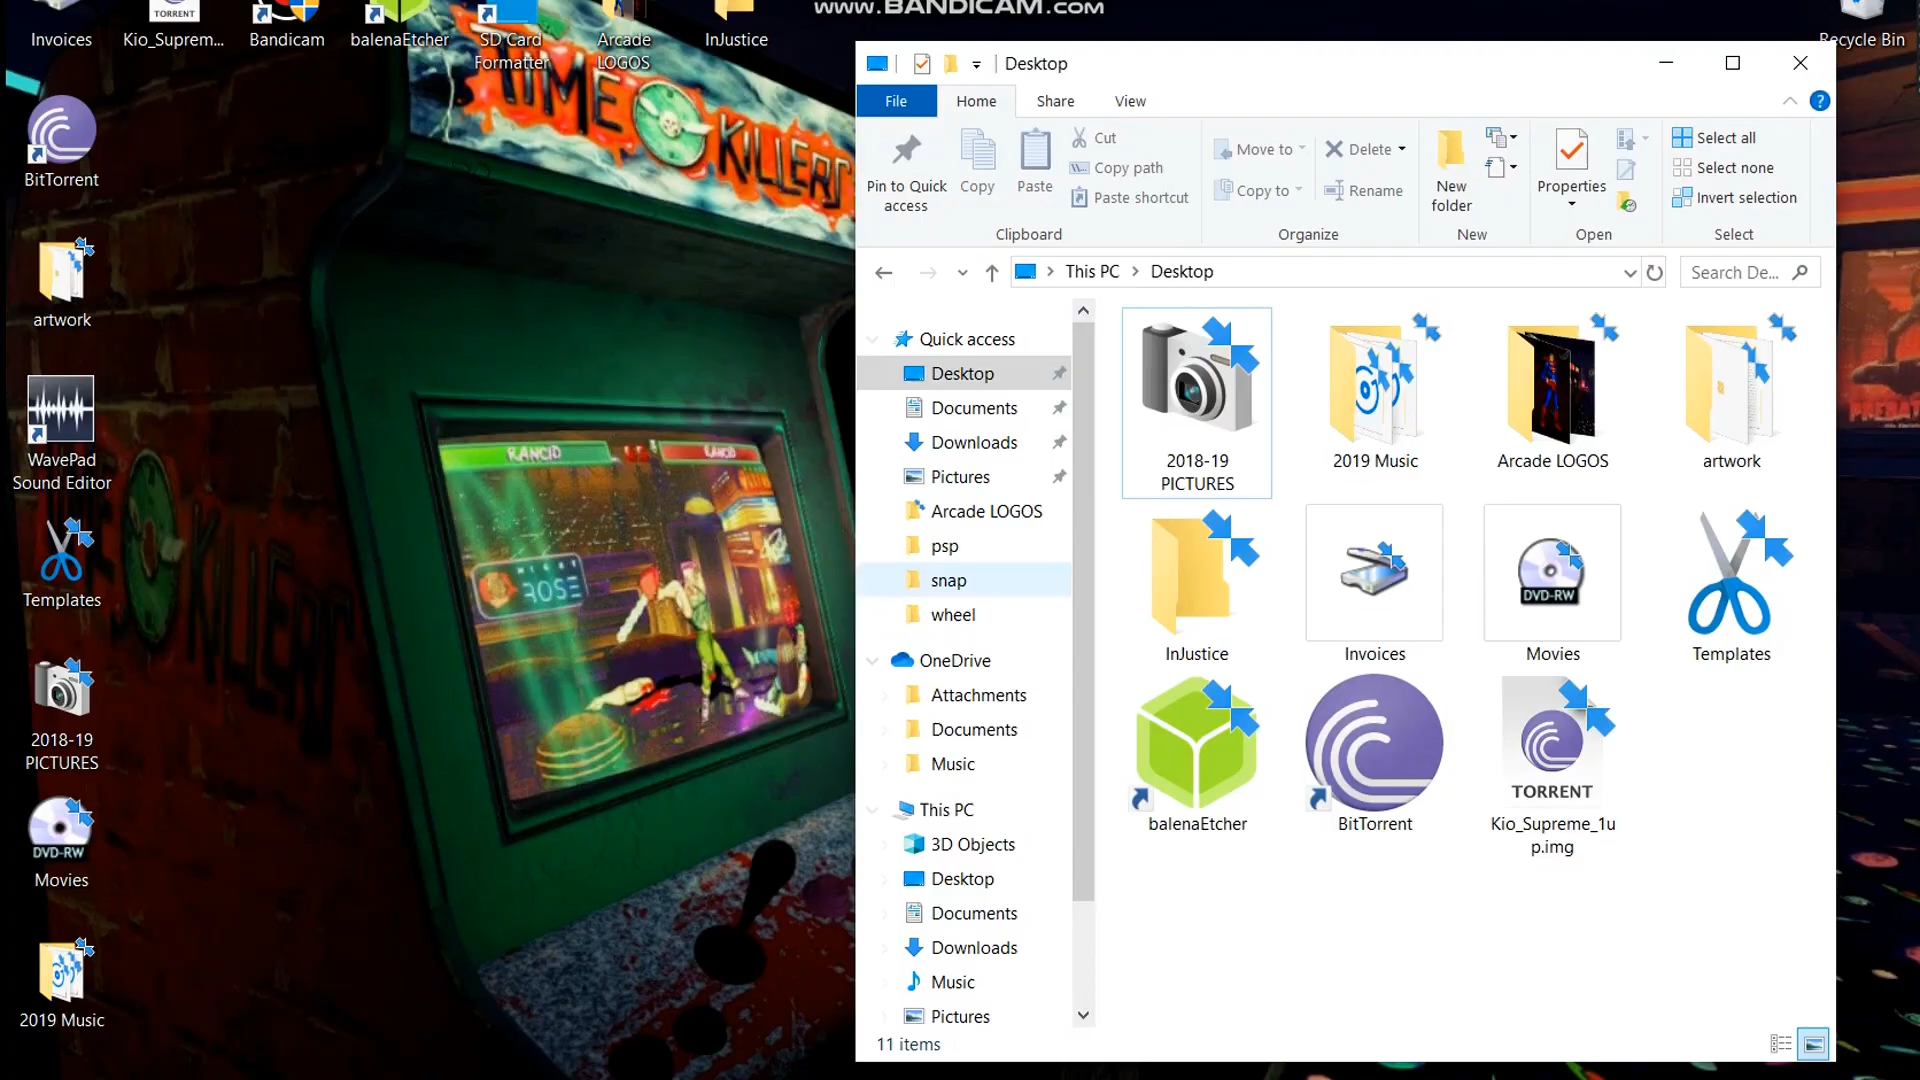 www.BANDICAM.com
Invoices
Kio_Suprem...
Bandicam
balenaEtcher
SD Card
Formatter
Arcade
LOGOS
InJustice
Recycle Bin
TORRENT
BitTorrent
artwork
WavePad
Sound Editor
Templates
2018-19
PICTURES
DVD-RW
Movies
2019 Music
TIME KILLERS
RANCID
RANCID
ROSE
Desktop
File
Home
Share
View
Pin to Quick
access
Copy
Paste
Cut
Copy path
Paste shortcut
Clipboard
Move to
Copy to
Delete
Rename
Organize
New
folder
New
Properties
Open
Select all
Select none
Invert selection
Select
This PC
Desktop
Search De...
Quick access
Desktop
Documents
Downloads
Pictures
Arcade LOGOS
psp
snap
wheel
OneDrive
Attachments
Documents
Music
This PC
3D Objects
Desktop
Documents
Downloads
Music
Pictures
2018-19
PICTURES
2019 Music
Arcade LOGOS
artwork
InJustice
Invoices
DVD-RW
Movies
Templates
balenaEtcher
BitTorrent
TORRENT
Kio_Supreme_1u
p.img
11 items